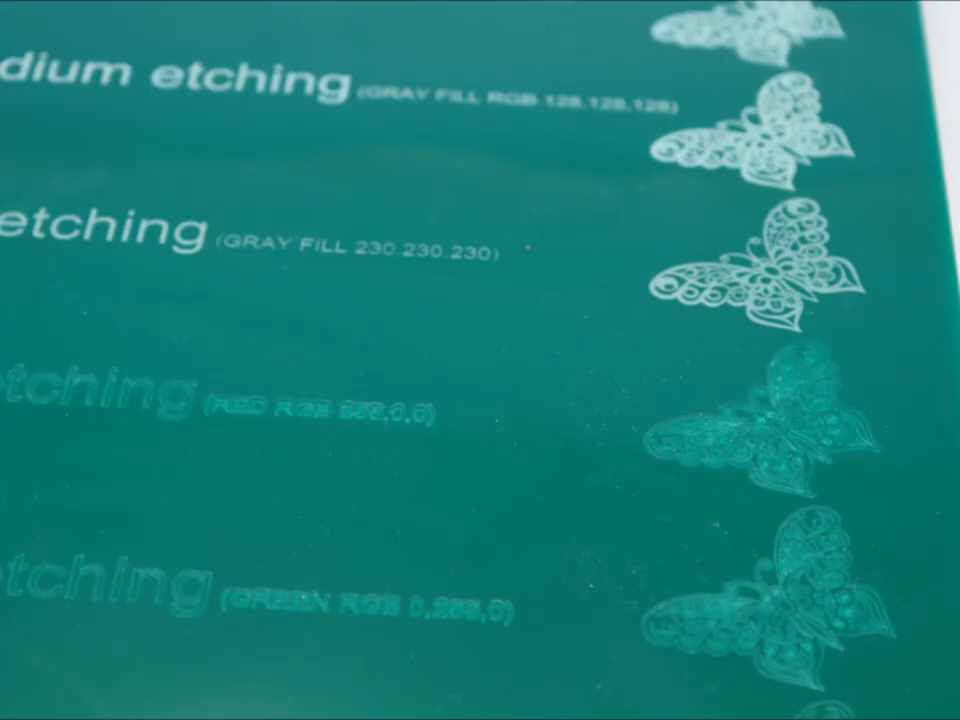 dium etching (GRAY FILL RGB 128.128.128)
etching (GRAY FILL 230.230.230)
etching (RED RGB 255,0,0)
etching (GREEN RGB 0,255,0)